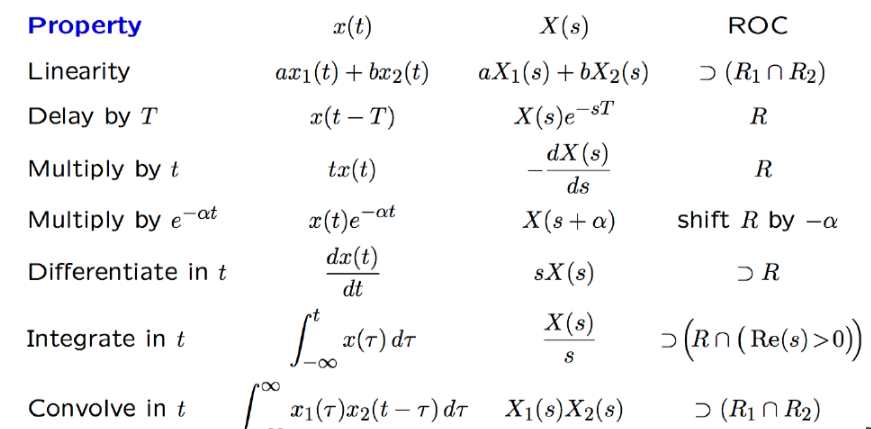 Property x(t) X(s) ROC
Linearity ax₁(t) + bx₂(t) aX₁(s) + bX₂(s) ⊃ (R₁ ∩ R₂)
Delay by T x(t − T) X(s)e^{−sT} R
Multiply by t tx(t) −dX(s)/ds R
Multiply by e^{−αt} x(t)e^{−αt} X(s + α) shift R by −α
Differentiate in t dx(t)/dt sX(s) ⊃ R
Integrate in t ∫_{−∞}^{t} x(τ) dτ X(s)/s ⊃ (R ∩ (Re(s) > 0))
Convolve in t ∫_{−∞}^{∞} x₁(τ)x₂(t − τ) dτ X₁(s)X₂(s) ⊃ (R₁ ∩ R₂)